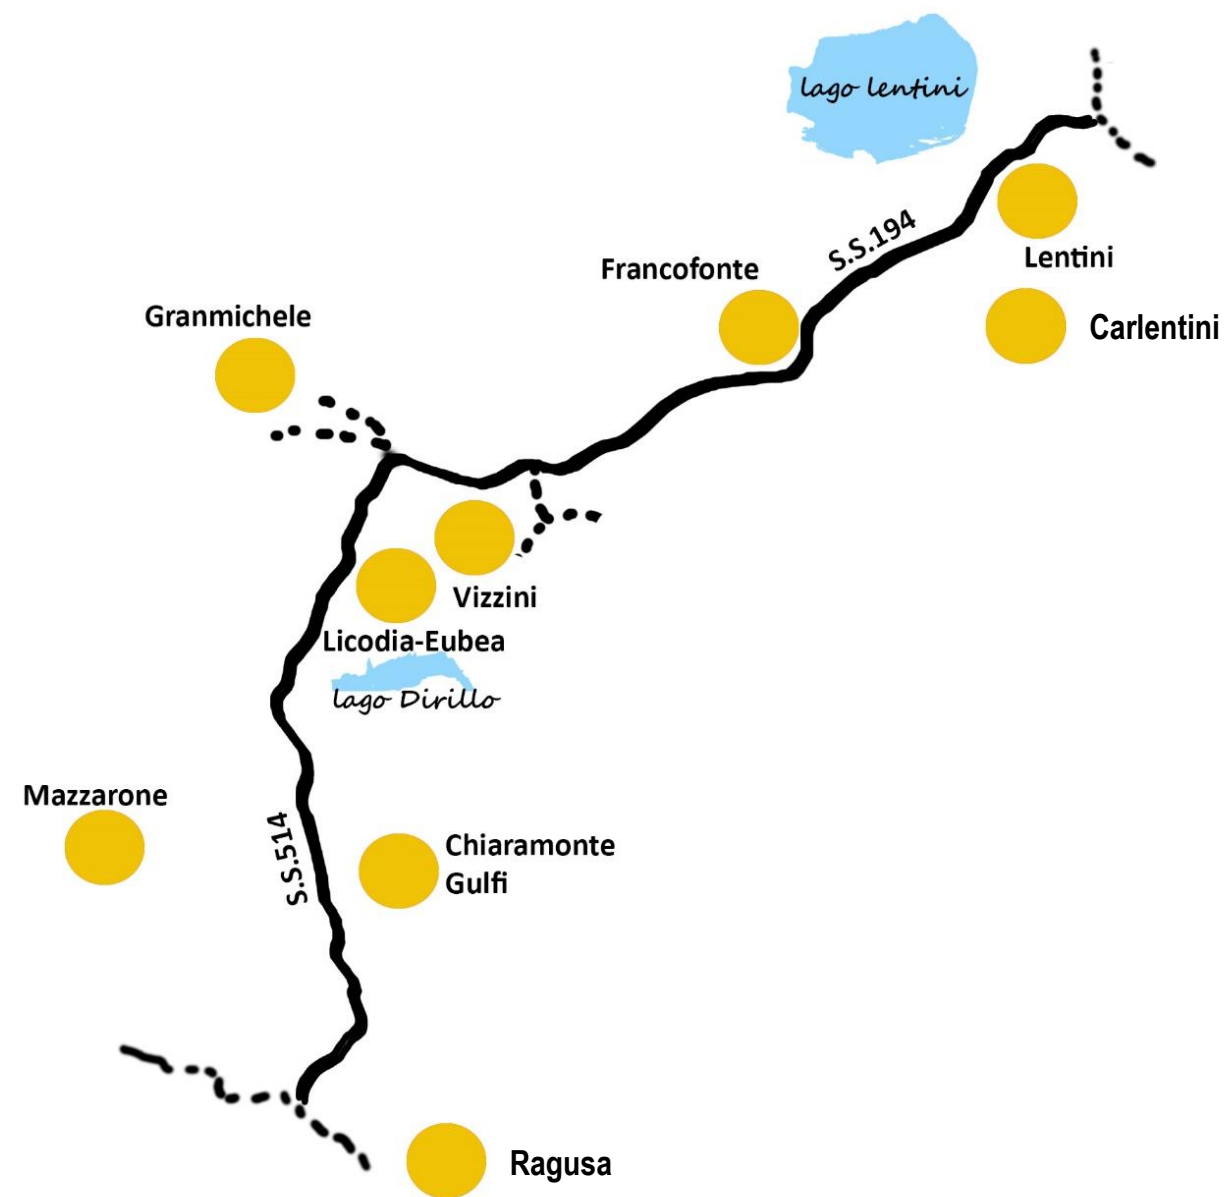 lago lentini
S.S.194
Francofonte
Lentini
Granmichele
Carlentini
Vizzini
Licodia-Eubea
lago Dirillo
Mazzarone
S.S.514
Chiaramonte
Gulfi
Ragusa